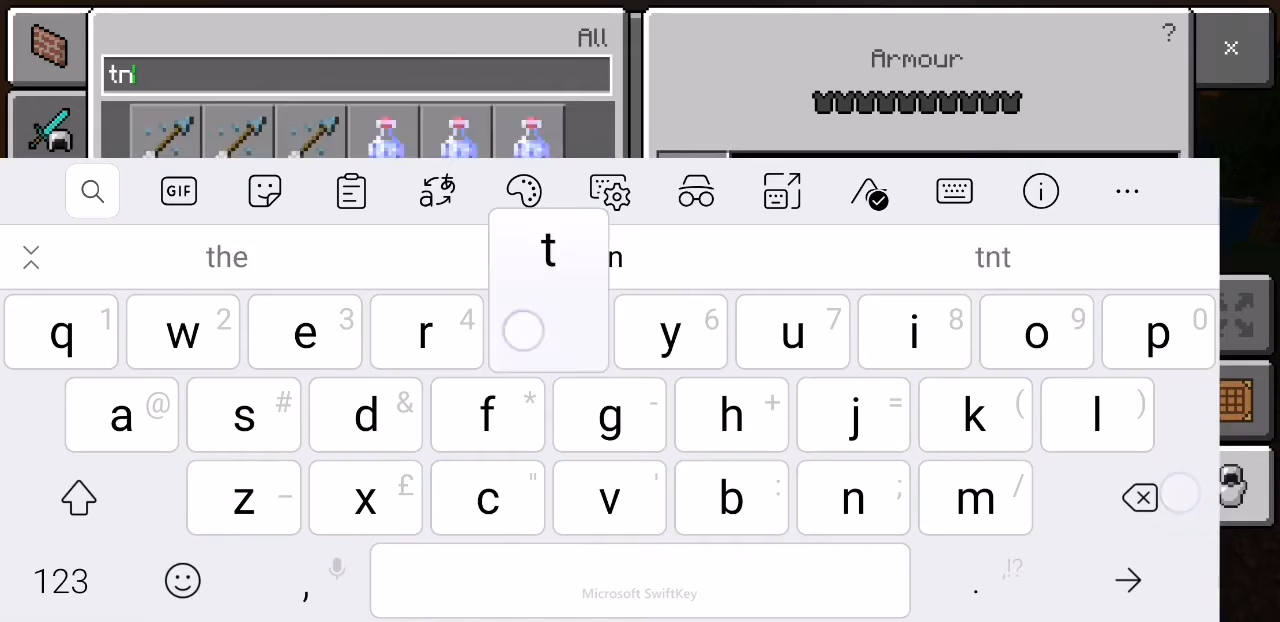 All
tn
?
Armour
GIF
the
n
tnt
t
q 1 w 2 e 3 r 4 y 6 u 7 i 8 o 9 p 0
a @ s # d & f * g - h + j = k ( l )
z – x £ c " v ' b : n ; m /
123 , . ,!?
Microsoft SwiftKey